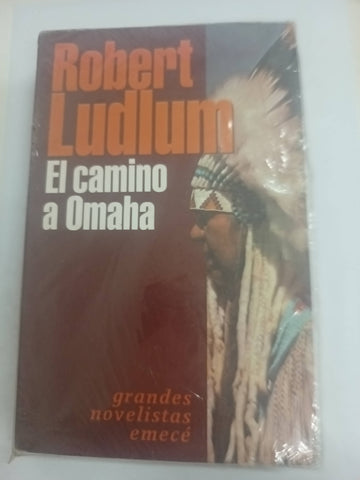 Robert
Ludlum
El camino
a Omaha
grandes
novelistas
emecé